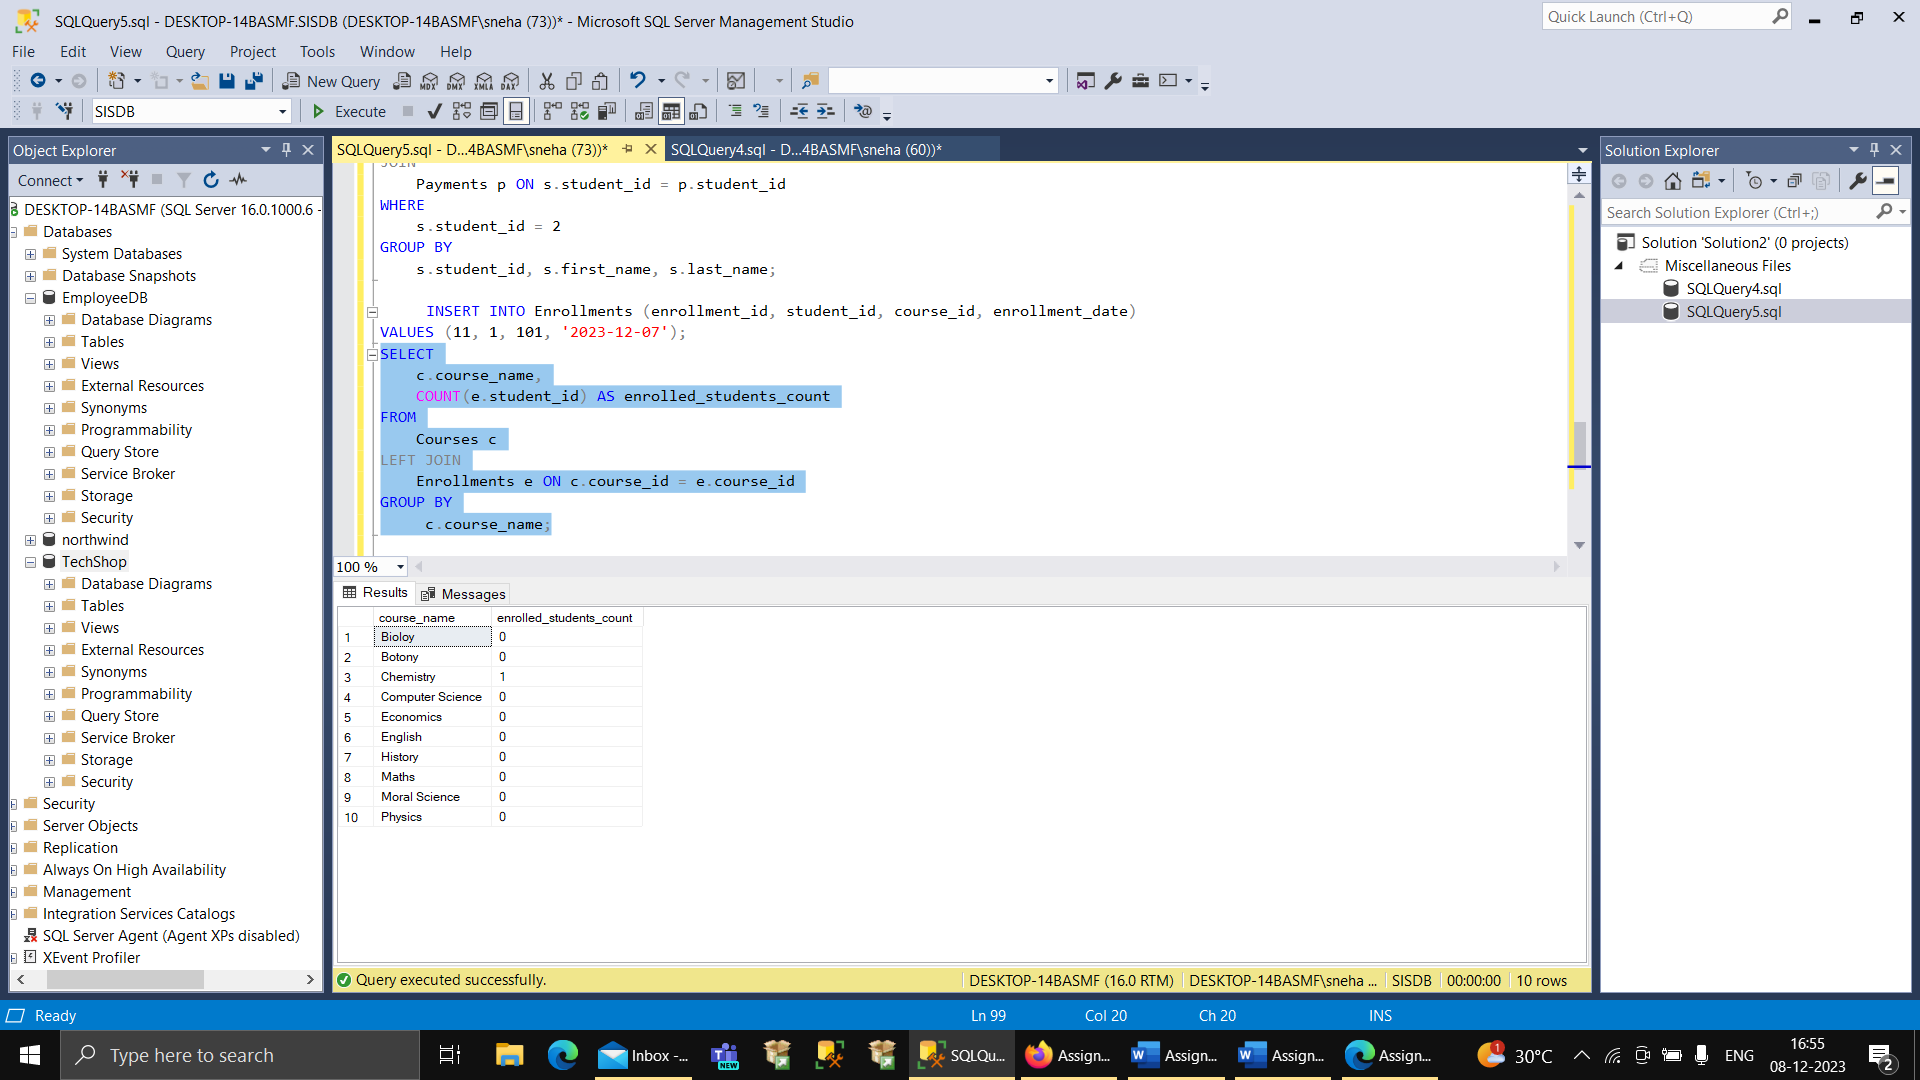 SQLQuery5.sql - DESKTOP-14BASMF.SISDB (DESKTOP-14BASMF\sneha (73))* - Microsoft SQL Server Management Studio
Quick Launch (Ctrl+Q)
File Edit View Query Project Tools Window Help
New Query MDX DMX XMLA DAX
SISDB Execute
Object Explorer
Connect
DESKTOP-14BASMF (SQL Server 16.0.1000.6 -
Databases
System Databases
Database Snapshots
EmployeeDB
Database Diagrams
Tables
Views
External Resources
Synonyms
Programmability
Query Store
Service Broker
Storage
Security
northwind
TechShop
Database Diagrams
Tables
Views
External Resources
Synonyms
Programmability
Query Store
Service Broker
Storage
Security
Security
Server Objects
Replication
Always On High Availability
Management
Integration Services Catalogs
SQL Server Agent (Agent XPs disabled)
XEvent Profiler
SQLQuery5.sql - D...4BASMF\sneha (73))* SQLQuery4.sql - D...4BASMF\sneha (60))*
JOIN
Payments p ON s.student_id = p.student_id
WHERE
s.student_id = 2
GROUP BY
s.student_id, s.first_name, s.last_name;
INSERT INTO Enrollments (enrollment_id, student_id, course_id, enrollment_date)
VALUES (11, 1, 101, '2023-12-07');
SELECT
c.course_name,
COUNT(e.student_id) AS enrolled_students_count
FROM
Courses c
LEFT JOIN
Enrollments e ON c.course_id = e.course_id
GROUP BY
c.course_name;
100 %
Results Messages
course_name enrolled_students_count
1 Bioloy 0
2 Botony 0
3 Chemistry 1
4 Computer Science 0
5 Economics 0
6 English 0
7 History 0
8 Maths 0
9 Moral Science 0
10 Physics 0
Query executed successfully. DESKTOP-14BASMF (16.0 RTM) DESKTOP-14BASMF\sneha ... SISDB 00:00:00 10 rows
Solution Explorer
Search Solution Explorer (Ctrl+;)
Solution 'Solution2' (0 projects)
Miscellaneous Files
SQLQuery4.sql
SQLQuery5.sql
Ready Ln 99 Col 20 Ch 20 INS
Type here to search
Inbox -...
NEW
SQLQu...
Assign...
Assign...
Assign...
Assign...
1
30°C
ENG
16:55
08-12-2023
2